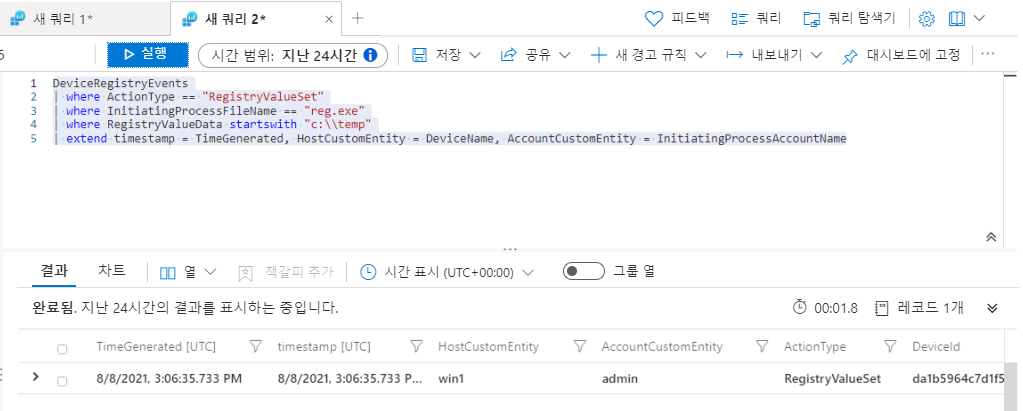 새 쿼리 1*
새 쿼리 2*
피드백
쿼리
쿼리 탐색기
실행
시간 범위: 지난 24시간
저장
공유
새 경고 규칙
내보내기
대시보드에 고정
1 DeviceRegistryEvents
2 | where ActionType == "RegistryValueSet"
3 | where InitiatingProcessFileName == "reg.exe"
4 | where RegistryValueData startswith "c:\\temp"
5 | extend timestamp = TimeGenerated, HostCustomEntity = DeviceName, AccountCustomEntity = InitiatingProcessAccountName
결과 차트 열 책갈피 추가 시간 표시 (UTC+00:00) 그룹 열
완료됨. 지난 24시간의 결과를 표시하는 중입니다. 00:01.8 레코드 1개
TimeGenerated [UTC] timestamp [UTC] HostCustomEntity AccountCustomEntity ActionType DeviceId
8/8/2021, 3:06:35.733 PM 8/8/2021, 3:06:35.733 P... win1 admin RegistryValueSet da1b5964c7d1f5